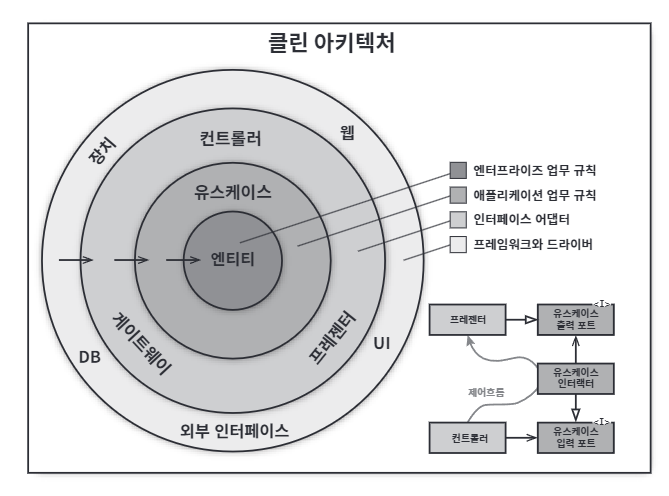 클린 아키텍처
장치
컨트롤러
웹
유스케이스
엔티티
게이트웨이
프레젠터
DB
UI
외부 인터페이스
엔터프라이즈 업무 규칙
애플리케이션 업무 규칙
인터페이스 어댑터
프레임워크와 드라이버
프레젠터
<I>
유스케이스
출력 포트
유스케이스
인터랙터
제어흐름
컨트롤러
<I>
유스케이스
입력 포트